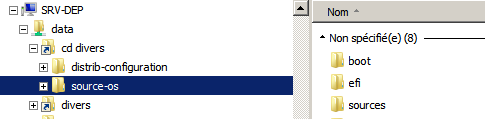 SRV-DEP
data
cd divers
distrib-configuration
source-os
divers
Nom
Non spécifié(e) (8)
boot
efi
sources